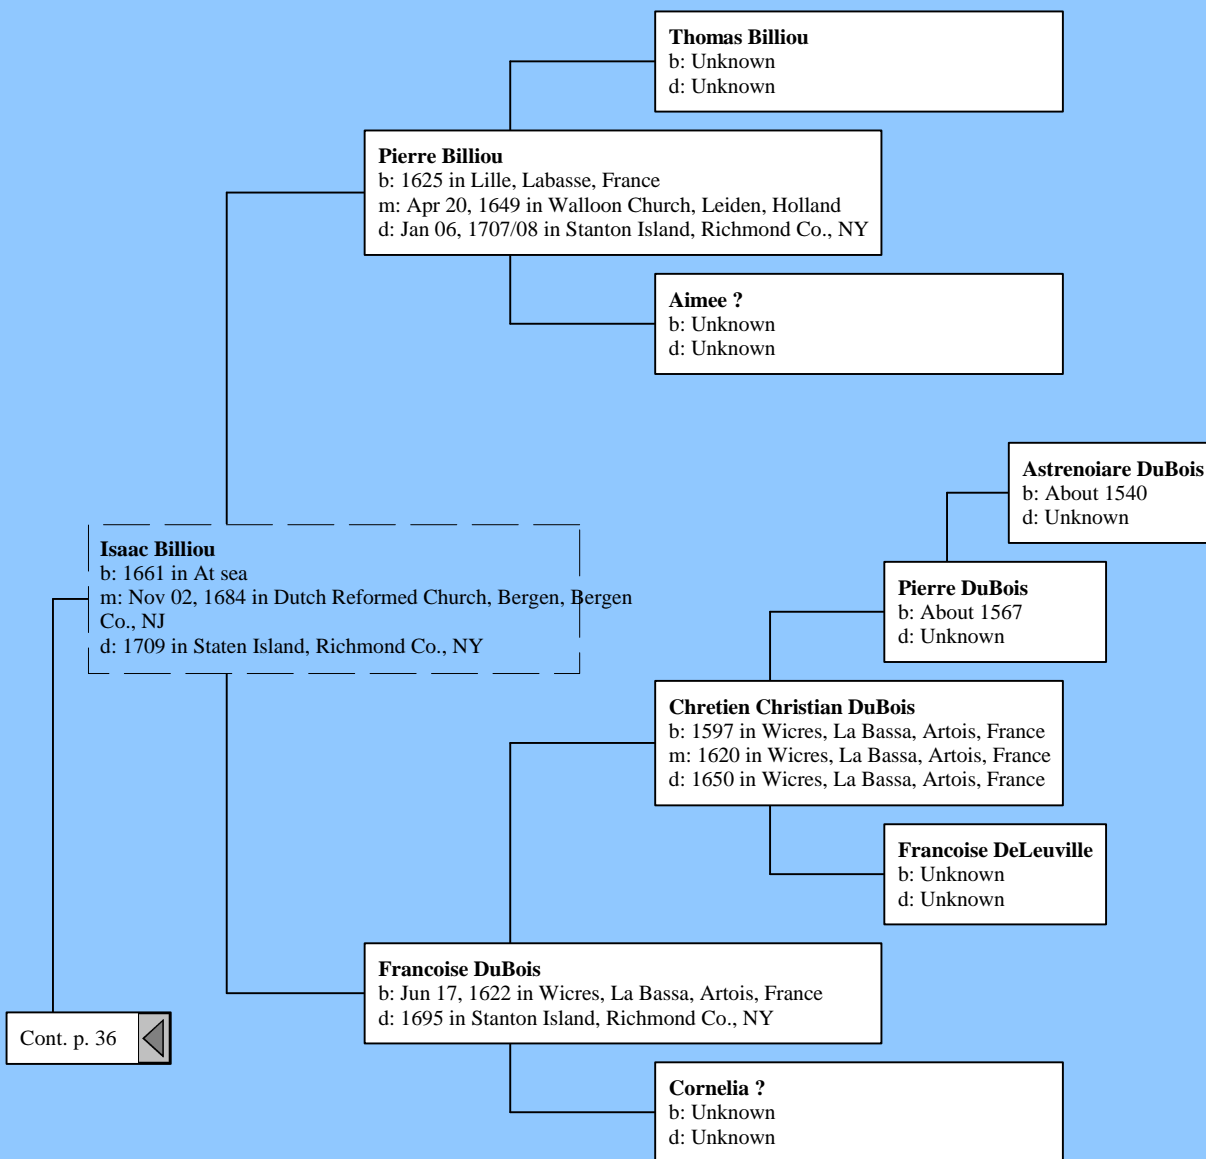 Thomas Billiou
b: Unknown
d: Unknown
Pierre Billiou
b: 1625 in Lille, Labasse, France
m: Apr 20, 1649 in Walloon Church, Leiden, Holland
d: Jan 06, 1707/08 in Stanton Island, Richmond Co., NY
Aimee ?
b: Unknown
d: Unknown
Astrenoiare DuBois
b: About 1540
d: Unknown
Isaac Billiou
b: 1661 in At sea
m: Nov 02, 1684 in Dutch Reformed Church, Bergen, Bergen
Co., NJ
d: 1709 in Staten Island, Richmond Co., NY
Pierre DuBois
b: About 1567
d: Unknown
Chretien Christian DuBois
b: 1597 in Wicres, La Bassa, Artois, France
m: 1620 in Wicres, La Bassa, Artois, France
d: 1650 in Wicres, La Bassa, Artois, France
Francoise DeLeuville
b: Unknown
d: Unknown
Francoise DuBois
b: Jun 17, 1622 in Wicres, La Bassa, Artois, France
d: 1695 in Stanton Island, Richmond Co., NY
Cont. p. 36
Cornelia ?
b: Unknown
d: Unknown